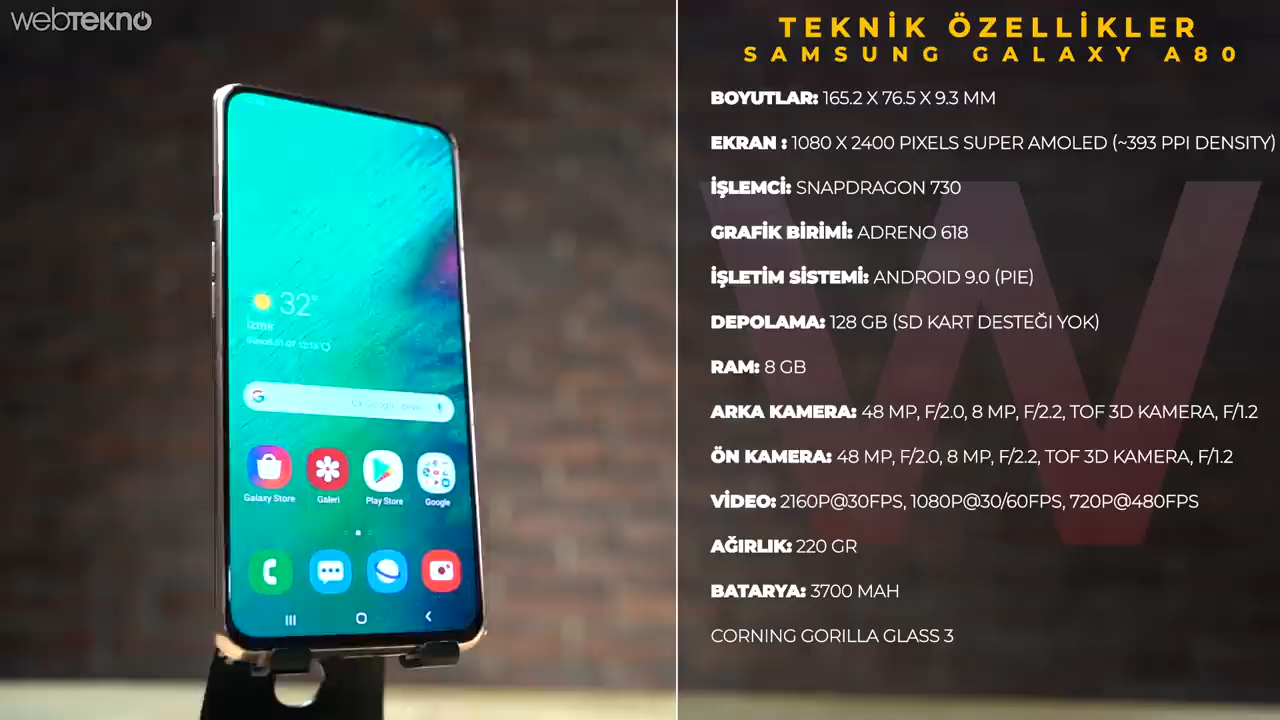 webTEKNO
TEKNİK ÖZELLİKLER
SAMSUNG GALAXY A80
BOYUTLAR: 165.2 X 76.5 X 9.3 MM
EKRAN : 1080 X 2400 PIXELS SUPER AMOLED (~393 PPI DENSITY)
İŞLEMCİ: SNAPDRAGON 730
GRAFİK BİRİMİ: ADRENO 618
İŞLETİM SİSTEMİ: ANDROID 9.0 (PIE)
DEPOLAMA: 128 GB (SD KART DESTEĞI YOK)
RAM: 8 GB
ARKA KAMERA: 48 MP, F/2.0, 8 MP, F/2.2, TOF 3D KAMERA, F/1.2
ÖN KAMERA: 48 MP, F/2.0, 8 MP, F/2.2, TOF 3D KAMERA, F/1.2
VİDEO: 2160P@30FPS, 1080P@30/60FPS, 720P@480FPS
AĞIRLIK: 220 GR
BATARYA: 3700 MAH
CORNING GORILLA GLASS 3
32°
İzmir
G
Galaxy Store
Galeri
Play Store
Google